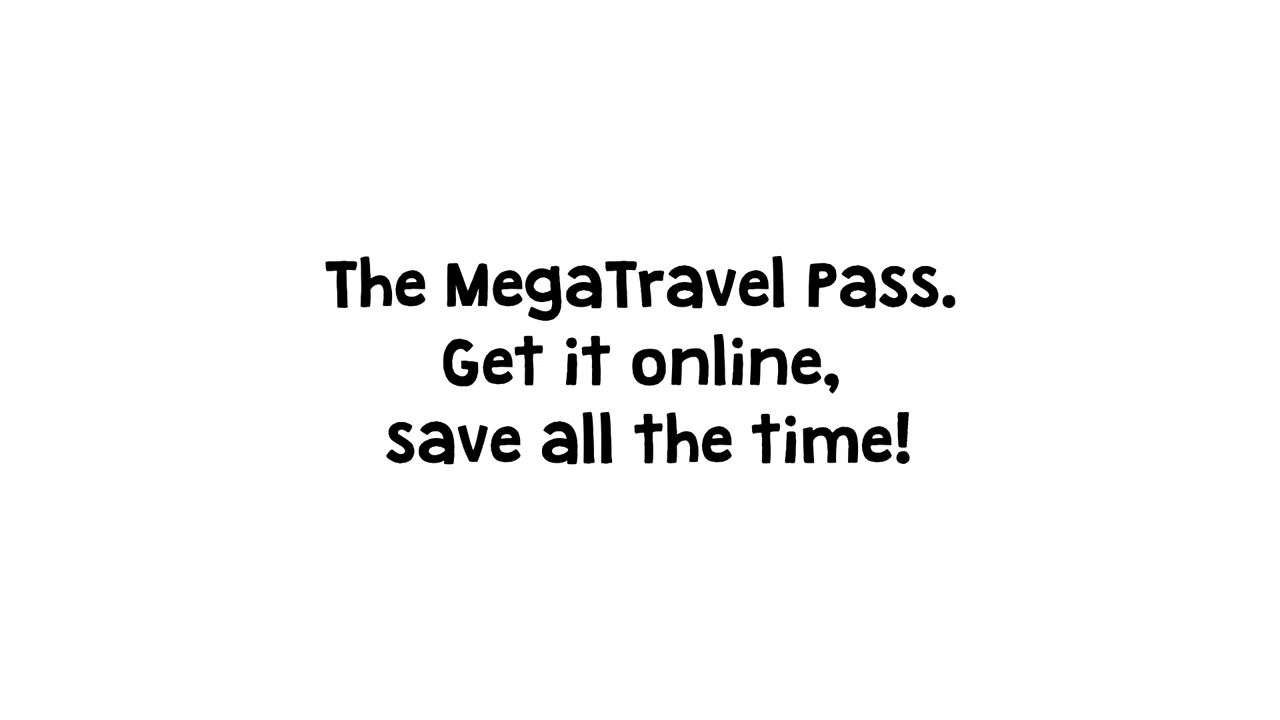 The MegaTravel Pass.
Get it online,
save all the time!